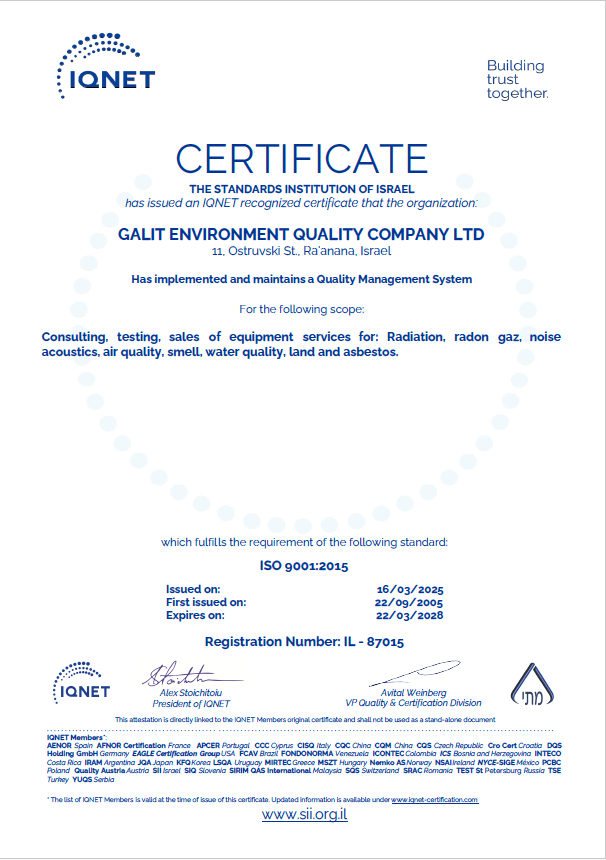 IQNET
Building
trust
together.
CERTIFICATE
THE STANDARDS INSTITUTION OF ISRAEL
has issued an IQNET recognized certificate that the organization:
GALIT ENVIRONMENT QUALITY COMPANY LTD
11, Ostruvski St., Ra'anana, Israel
Has implemented and maintains a Quality Management System
For the following scope:
Consulting, testing, sales of equipment services for: Radiation, radon gaz, noise
acoustics, air quality, smell, water quality, land and asbestos.
which fulfills the requirement of the following standard:
ISO 9001:2015
Issued on: 16/03/2025
First issued on: 22/09/2005
Expires on: 22/03/2028
Registration Number: IL - 87015
IQNET
Alex Stoichitoiu
President of IQNET
Avital Weinberg
VP Quality & Certification Division
מתי
This attestation is directly linked to the IQNET Members original certificate and shall not be used as a stand-alone document
IQNET Members*:
AENOR Spain AFNOR Certification France APCER Portugal CCC Cyprus CISQ Italy CQC China CQM China CQS Czech Republic Cro Cert Croatia DQS
Holding GmbH Germany EAGLE Certification Group USA FCAV Brazil FONDONORMA Venezuela ICONTEC Colombia ICS Bosnia and Herzegovina INTECO
Costa Rica IRAM Argentina JQA Japan KFQ Korea LSQA Uruguay MIRTEC Greece MSZT Hungary Nemko AS Norway NSAI Ireland NYCE-SIGE México PCBC
Poland Quality Austria Austria SII Israel SIQ Slovenia SIRIM QAS International Malaysia SQS Switzerland SRAC Romania TEST St Petersburg Russia TSE
Turkey YUQS Serbia
* The list of IQNET Members is valid at the time of issue of this certificate. Updated information is available under www.iqnet-certification.com
www.sii.org.il